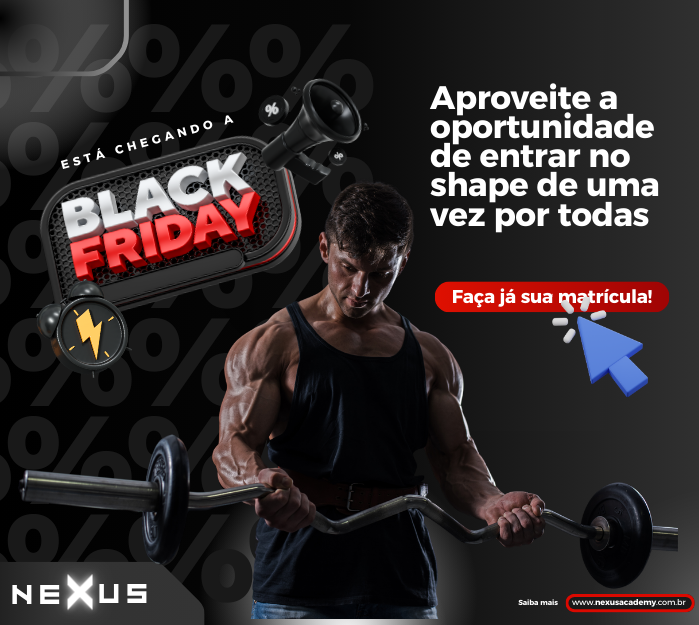 ESTÁ CHEGANDO A
%
%
BLACK
FRIDAY
Aproveite a
oportunidade
de entrar no
shape de uma
vez por todas
Faça já sua matrícula!
NEXUS
Saiba mais
www.nexusacademy.com.br